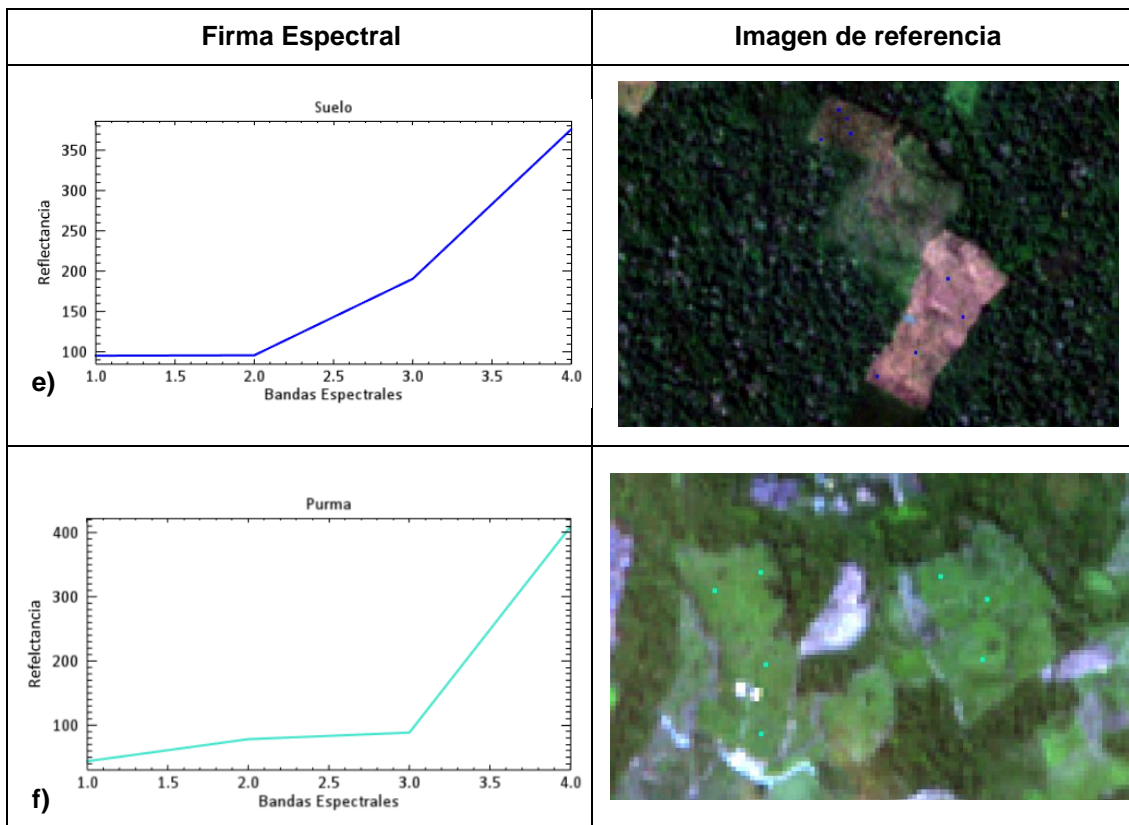 Firma Espectral
Imagen de referencia
Suelo
Reflectancia
350
300
250
200
150
100
1.0 1.5 2.0 2.5 3.0 3.5 4.0
Bandas Espectrales
e)
Purma
Refelctancia
400
300
200
100
1.0 1.5 2.0 2.5 3.0 3.5 4.0
Bandas Espectrales
f)